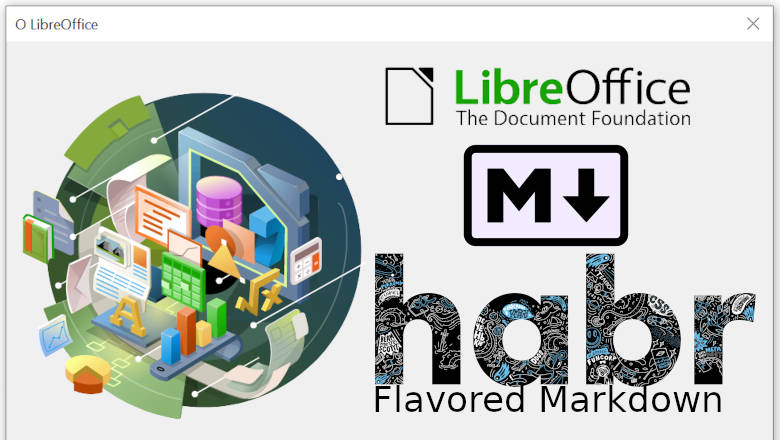 О LibreOffice
LibreOffice
The Document Foundation
M
habr
Flavored Markdown